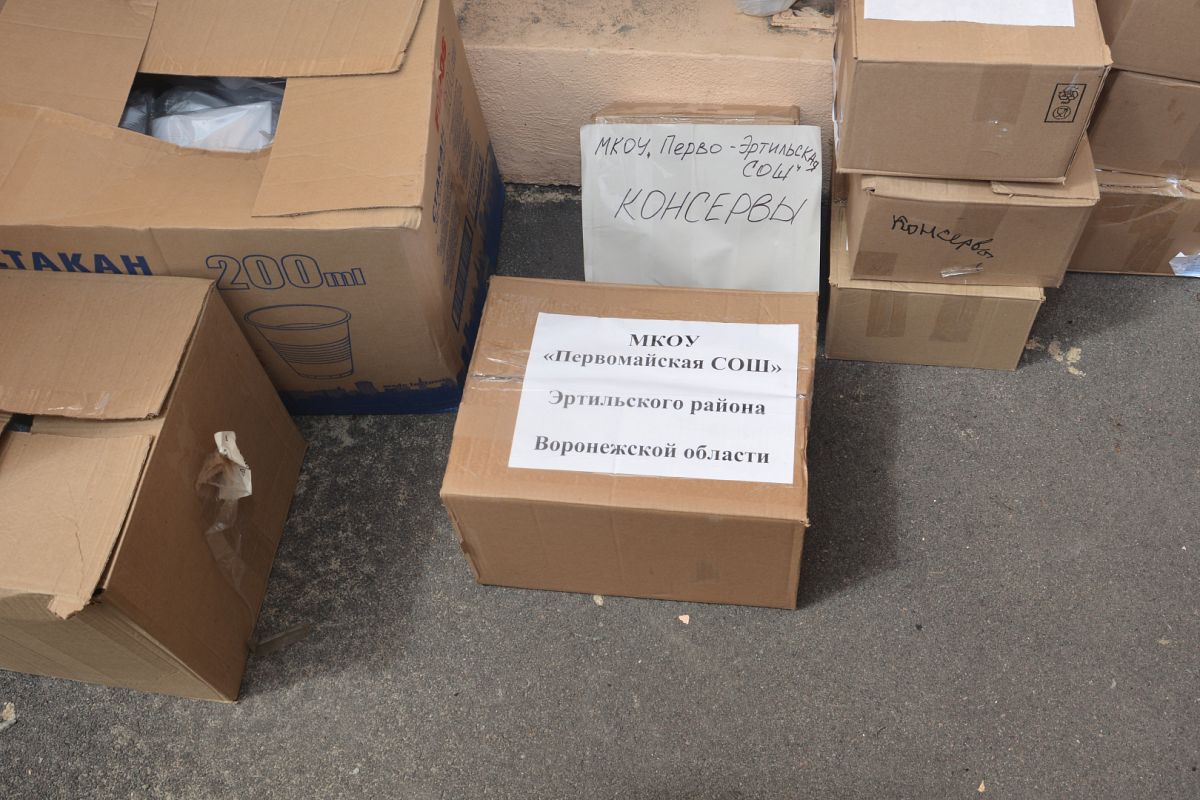 МКОУ "Перво-Эртильская
СОШ"
КОНСЕРВЫ
Консервы
СТАКАН
200ml
МКОУ
«Первомайская СОШ»
Эртильского района
Воронежской области